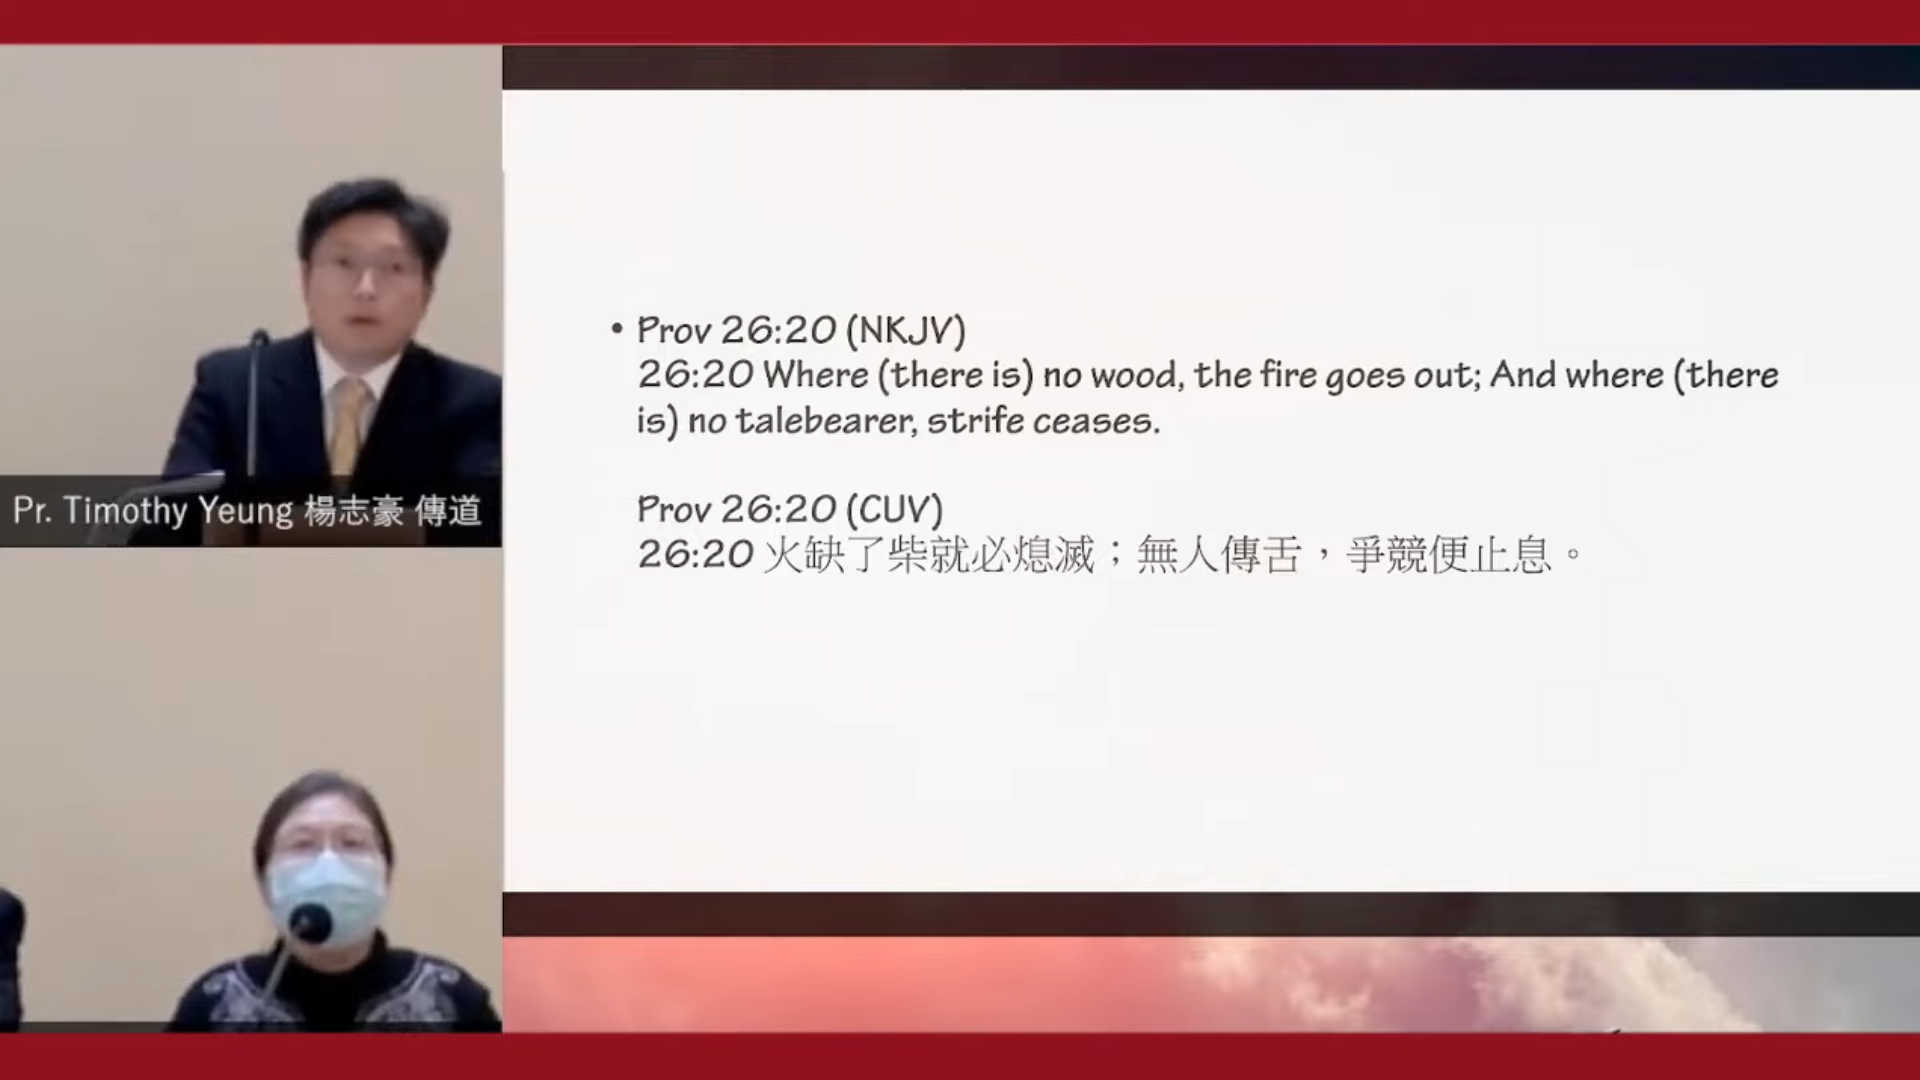 Pr. Timothy Yeung 楊志豪 傳道
• Prov 26:20 (NKJV)
26:20 Where (there is) no wood, the fire goes out; And where (there
is) no talebearer, strife ceases.
Prov 26:20 (CUV)
26:20 火缺了柴就必熄滅；無人傳舌，爭競便止息。